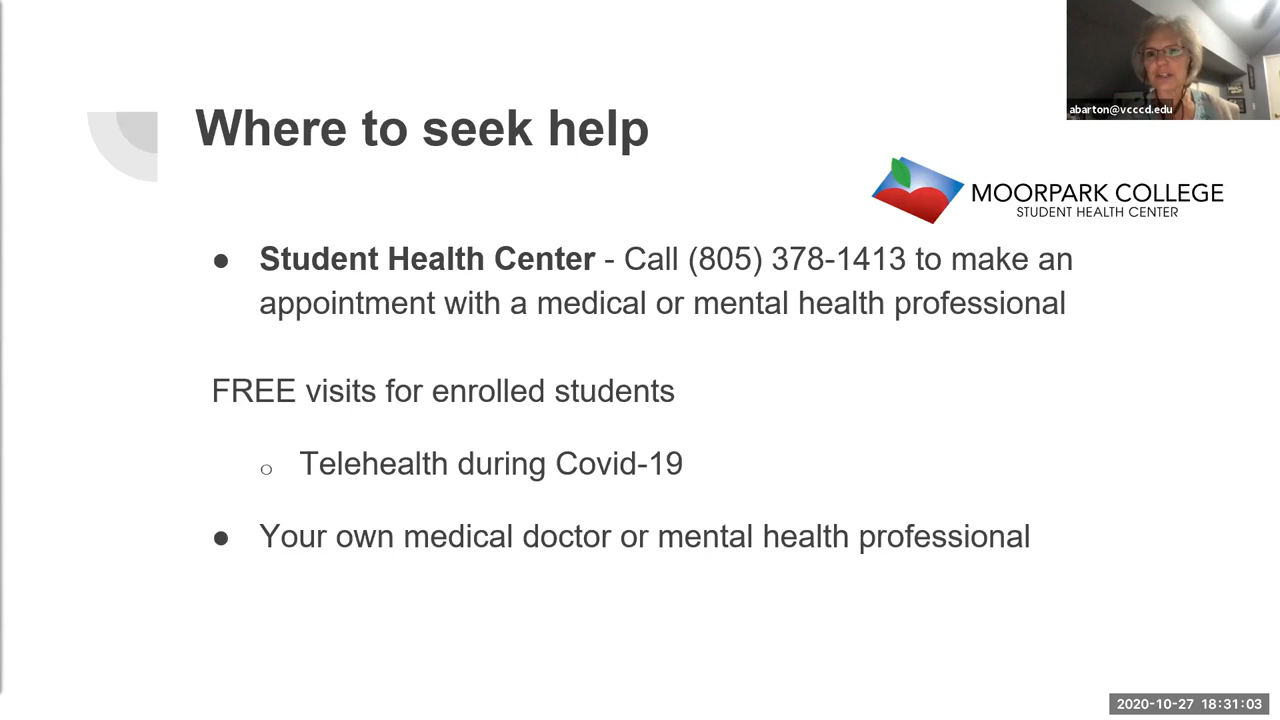 abarton@vcccd.edu
Where to seek help
MOORPARK COLLEGE
STUDENT HEALTH CENTER
● Student Health Center - Call (805) 378-1413 to make an
appointment with a medical or mental health professional
FREE visits for enrolled students
○ Telehealth during Covid-19
● Your own medical doctor or mental health professional
2020-10-27 18:31:03